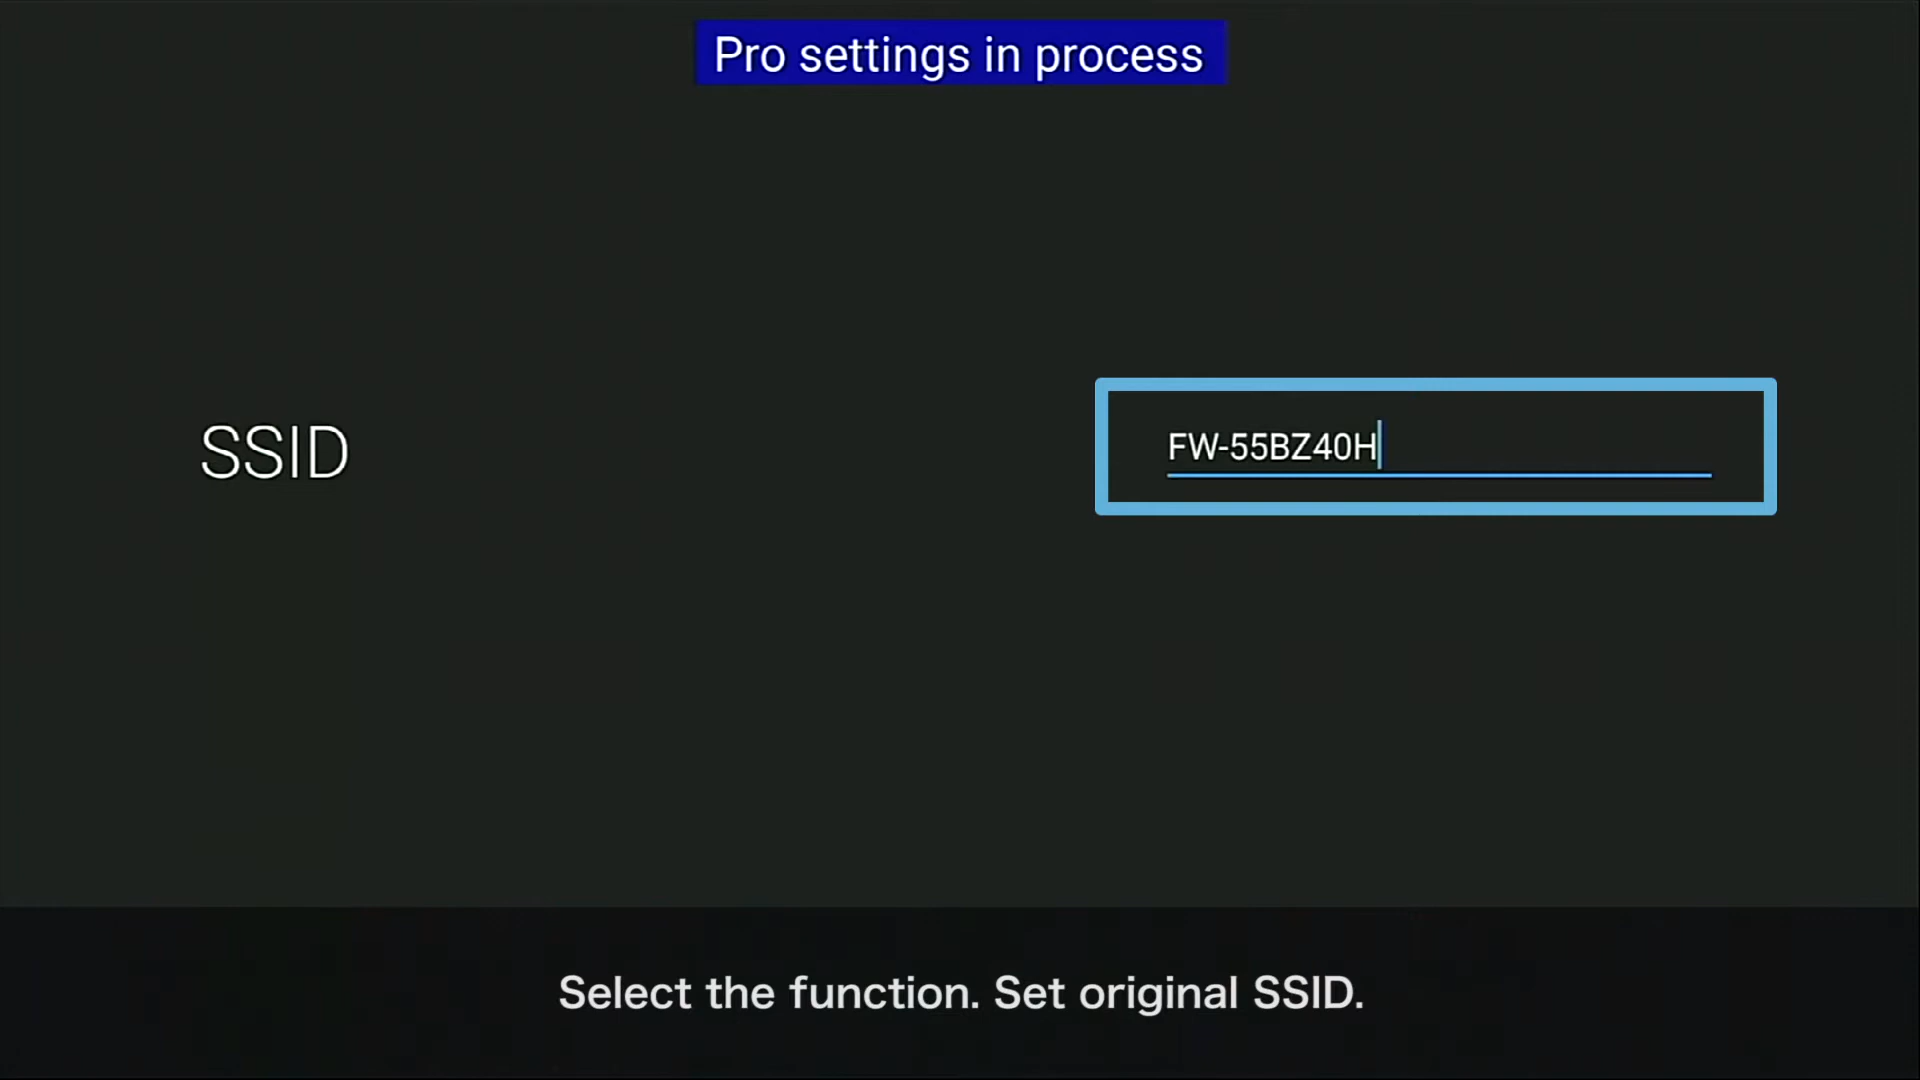 Pro settings in process
SSID
FW-55BZ40H
Select the function. Set original SSID.